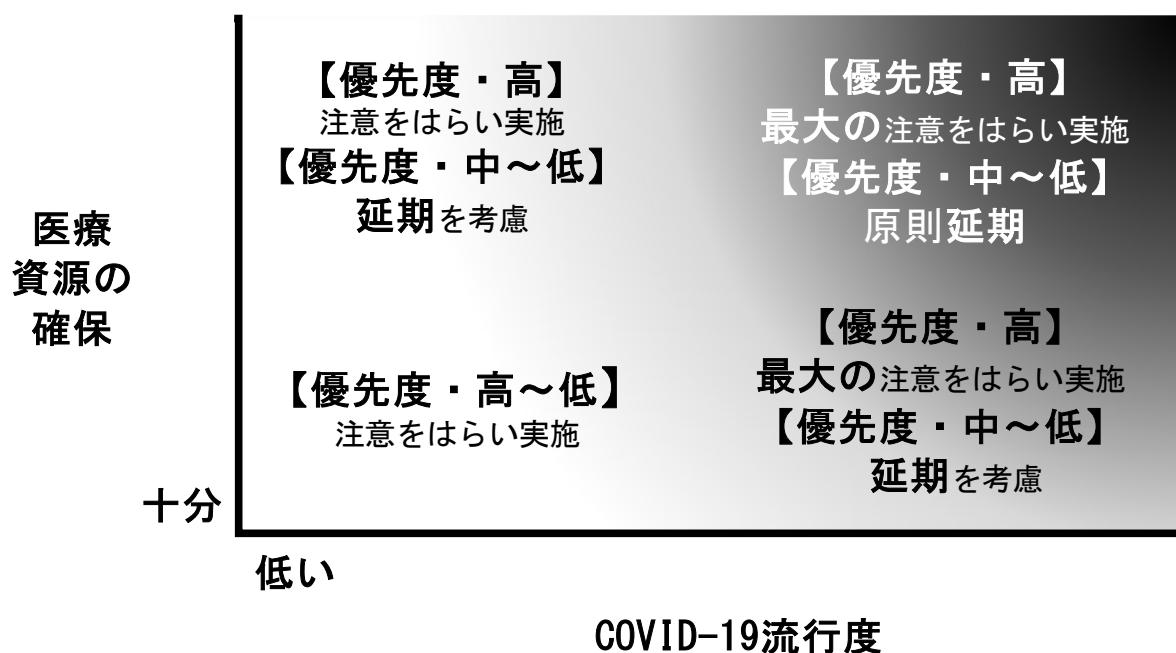 【優先度・高】
注意をはらい実施
【優先度・中～低】
延期を考慮
【優先度・高】
最大の注意をはらい実施
【優先度・中～低】
原則延期
医療
資源の
確保
【優先度・高～低】
注意をはらい実施
【優先度・高】
最大の注意をはらい実施
【優先度・中～低】
延期を考慮
十分
低い
COVID-19流行度